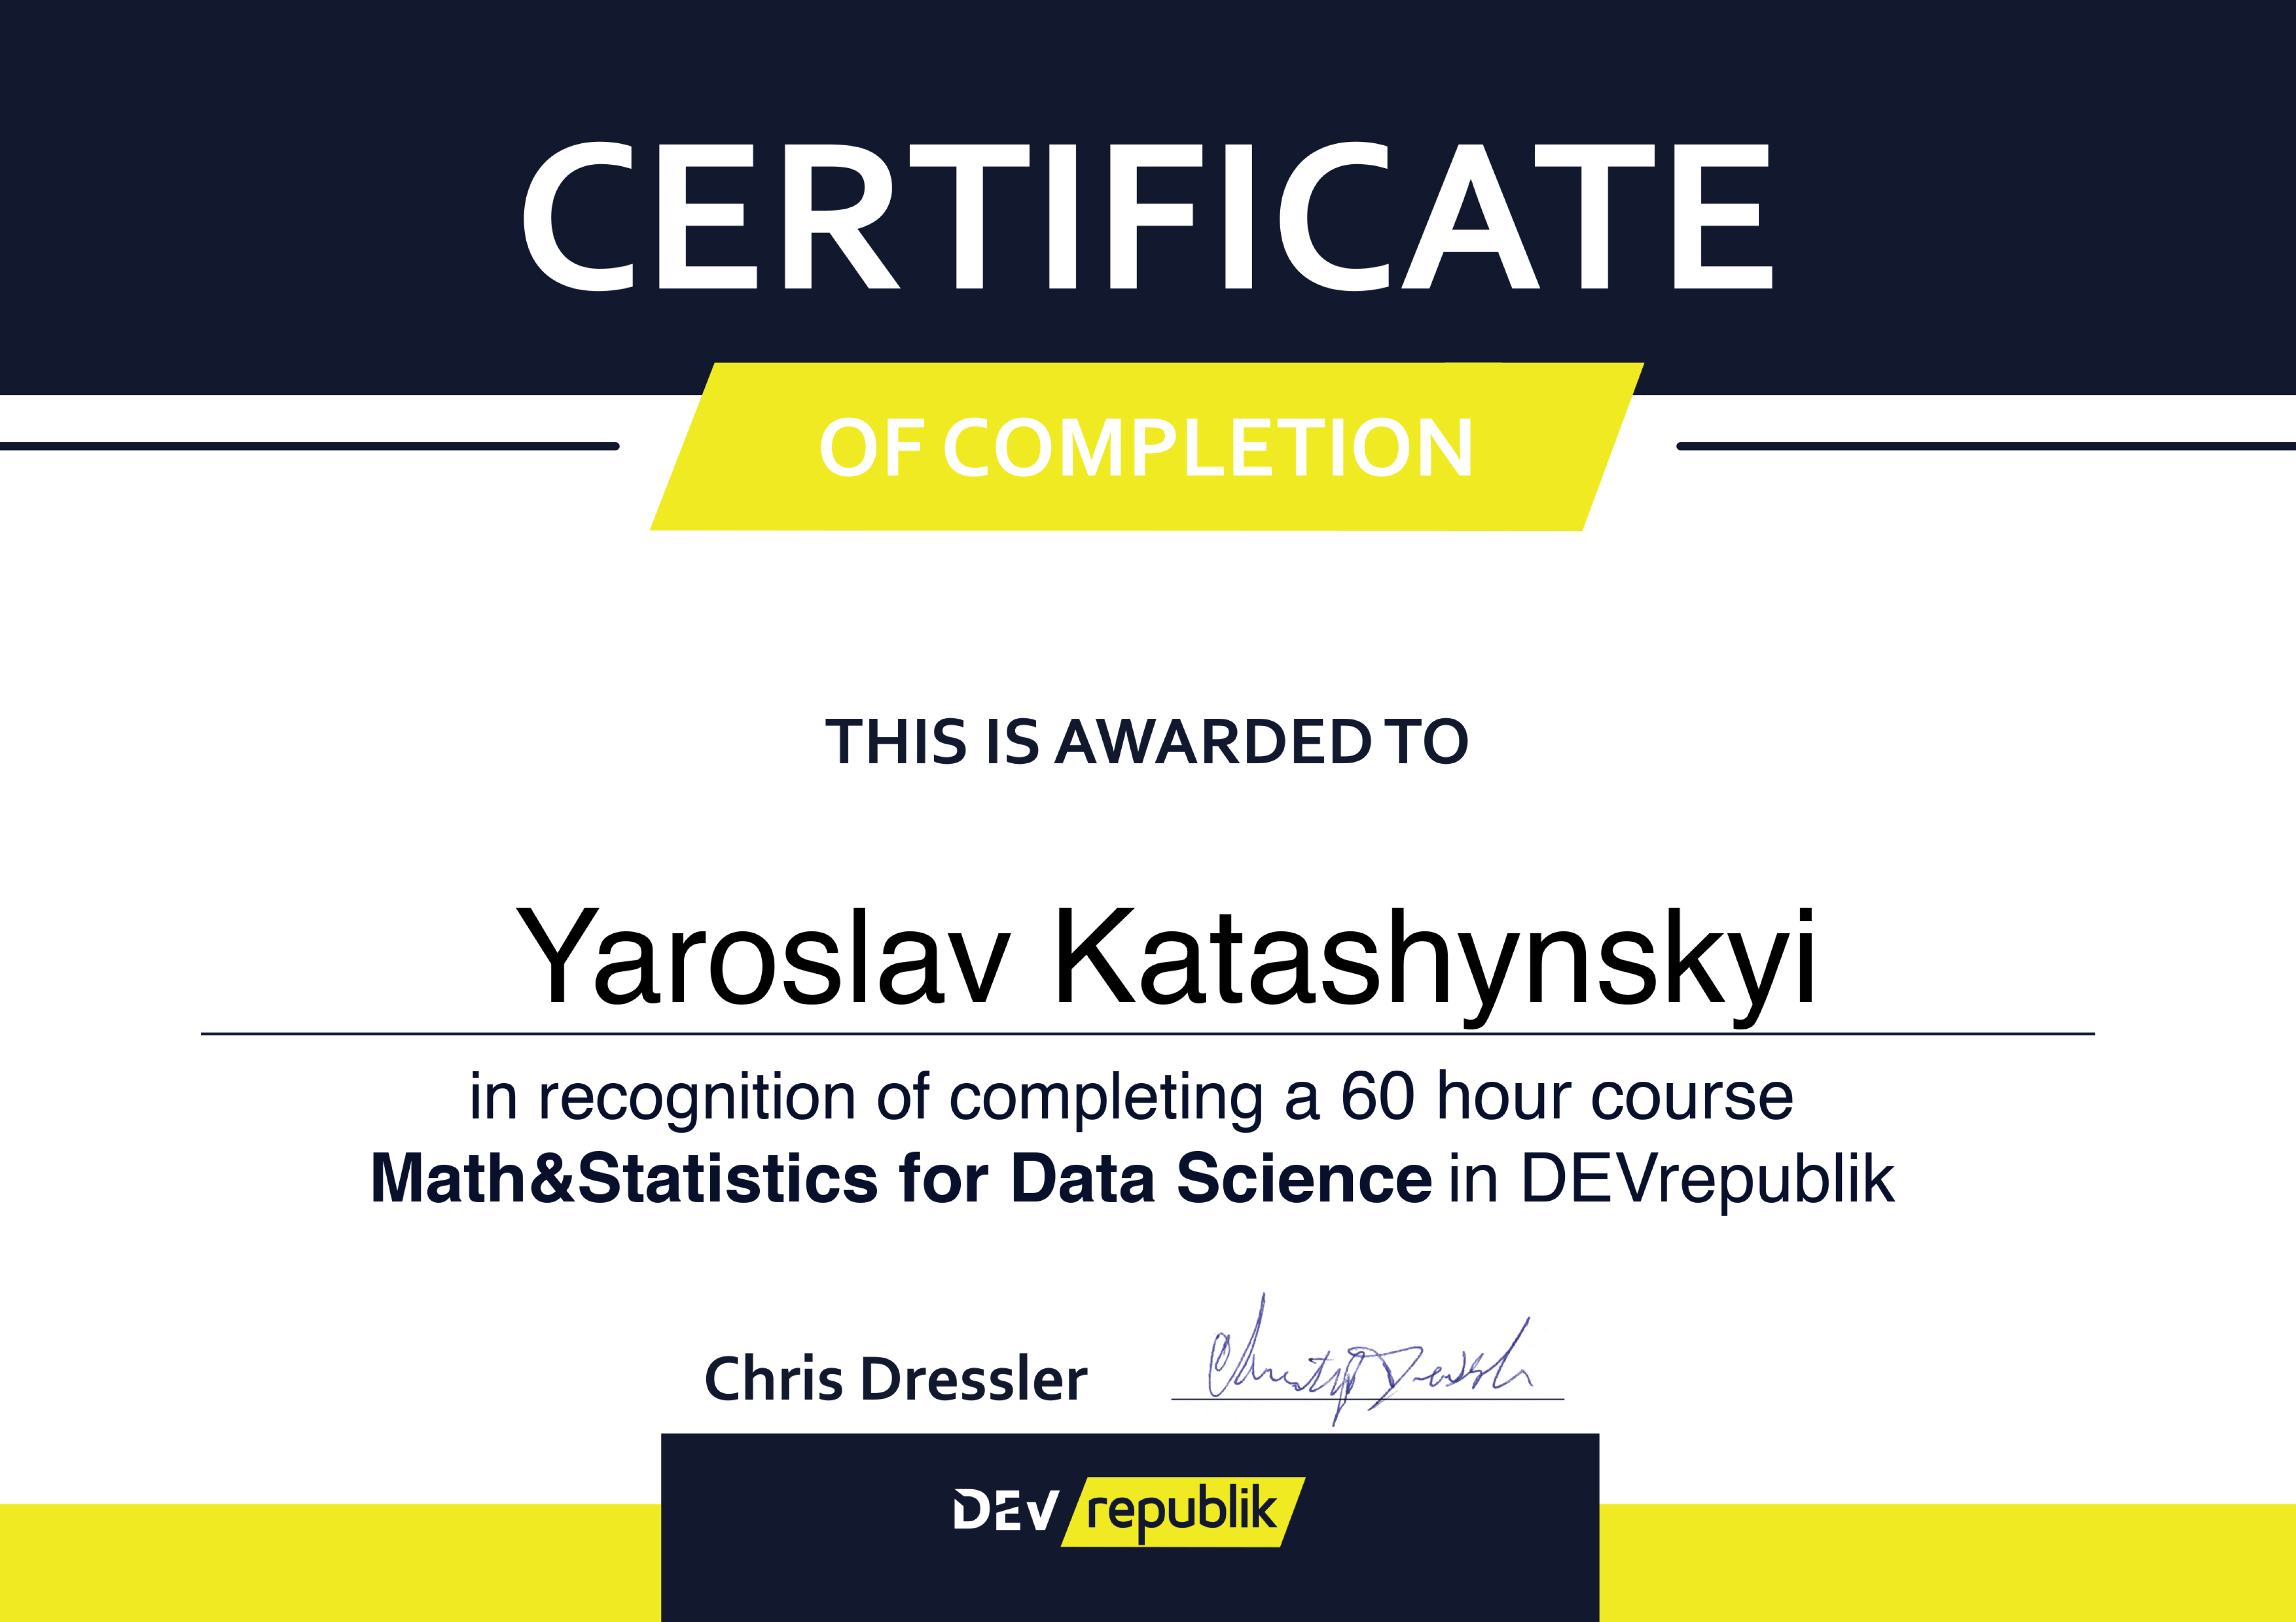 CERTIFICATE
OF COMPLETION
THIS IS AWARDED TO
Yaroslav Katashynskyi
in recognition of completing a 60 hour course
Math&Statistics for Data Science in DEVrepublik
Chris Dressler
DEV republik